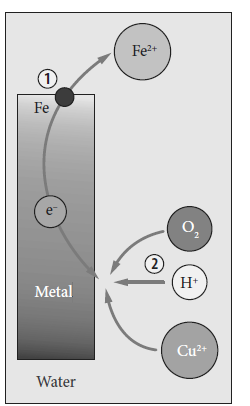 Fe²⁺
①
Fe
e⁻
O₂
②
H⁺
Metal
Cu²⁺
Water